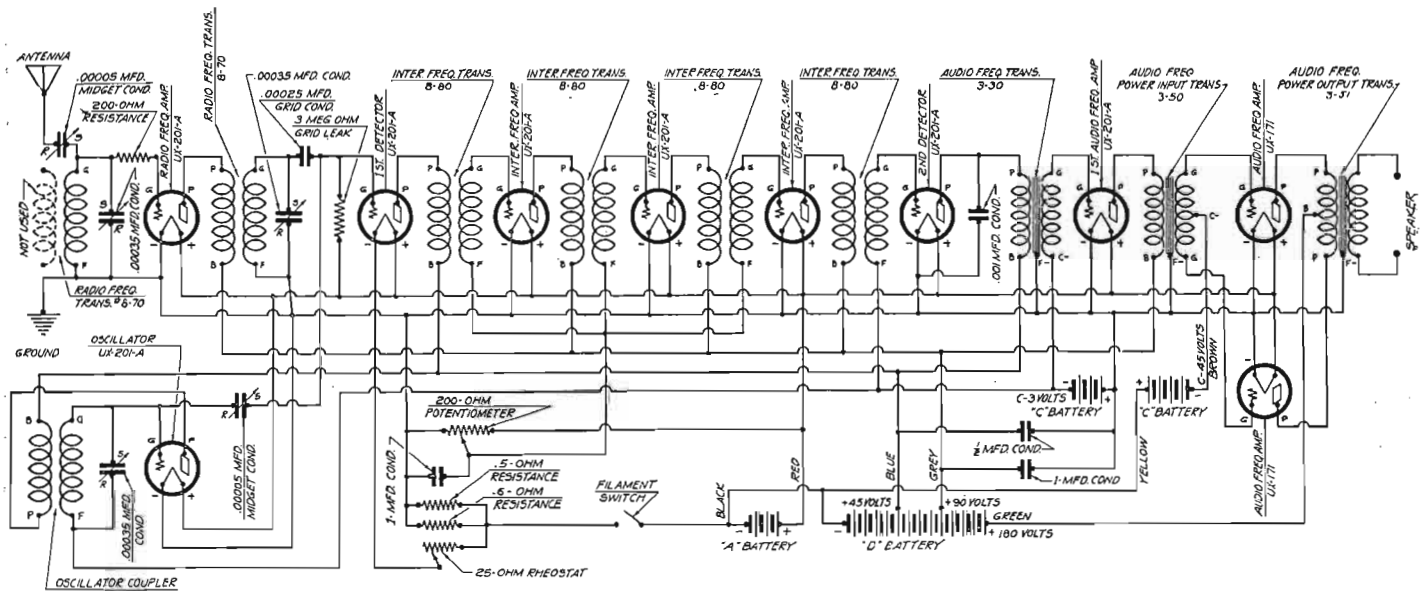 ANTENNA
.00005 MFD.
MIDGET COND.
200-OHM
RESISTANCE
RADIO FREQ. AMP.
UX-201-A
RADIO FREQ. TRANS.
8-70
.00035 MFD. COND.
.00025 MFD.
GRID COND.
3 MEG OHM
GRID LEAK
1ST. DETECTOR
UX-201-A
INTER FREQ. TRANS.
8-80
INTER. FREQ. AMP.
UX-201-A
INTER FREQ TRANS.
8-80
INTER FREQ. AMP.
UX-201-A
INTER FREQ TRANS.
8-80
INTER. FREQ. AMP.
UX-201-A
INTER FREQ TRANS.
8-80
2ND DETECTOR
UX-201-A
AUDIO FREQ. TRANS.
3-30
1ST. AUDIO FREQ. AMP
UX-201-A
AUDIO FREQ
POWER INPUT TRANS
3-50
AUDIO FREQ. AMP.
UX-171
AUDIO FREQ.
POWER OUTPUT TRANS.
3-51
NOT USED
.00035 MFD. COND.
RADIO FREQ.
TRANS. #8-70
.001 MFD. COND.
SPEAKER
R S
P G
B F
G P
- +
P G
B F
S
R
G P
- +
P G
B F
G P
- +
P G
B F
G P
- +
P G
B F
G P
- +
P G
B F
G P
- +
P G
B F-
C-
G P
- +
P G
B F-
C-
G
G P
- +
P
B
P
F-
GROUND
OSCILLATOR
UX-201-A
B G
P F
S
R
G P
- +
R S
.00035 MFD.
COND.
.00005 MFD.
MIDGET COND.
OSCILLATOR COUPLER
200-OHM
POTENTIOMETER
1-MFD. COND.
.5-OHM
RESISTANCE
.6-OHM
RESISTANCE
25-OHM RHEOSTAT
FILAMENT
SWITCH
BLACK
RED
- +
"A" BATTERY
BLUE
GREY
+45 VOLTS
+90 VOLTS
GREEN
+ 180 VOLTS
-
"B" BATTERY
- +
C-3 VOLTS
"C" BATTERY
½ MFD. COND.
1-MFD. COND
YELLOW
+ -
"C" BATTERY
C-45 VOLTS
BROWN
- +
G P
AUDIO FREQ AMP.
UX-171